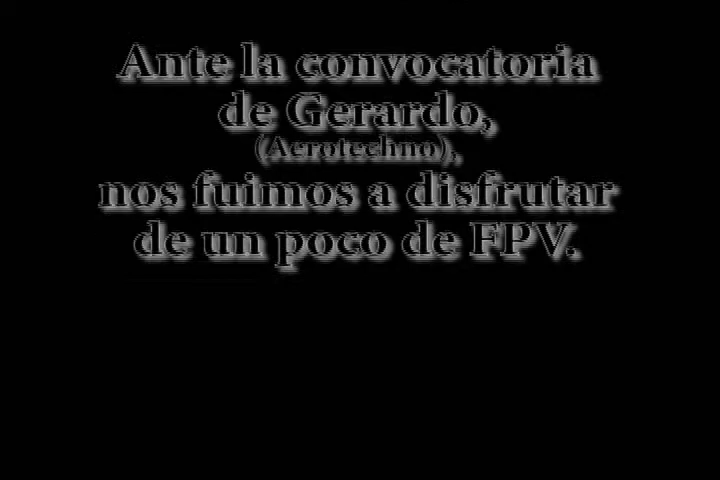 Ante la convocatoria
de Gerardo,
(Aerotechno),
nos fuimos a disfrutar
de un poco de FPV.